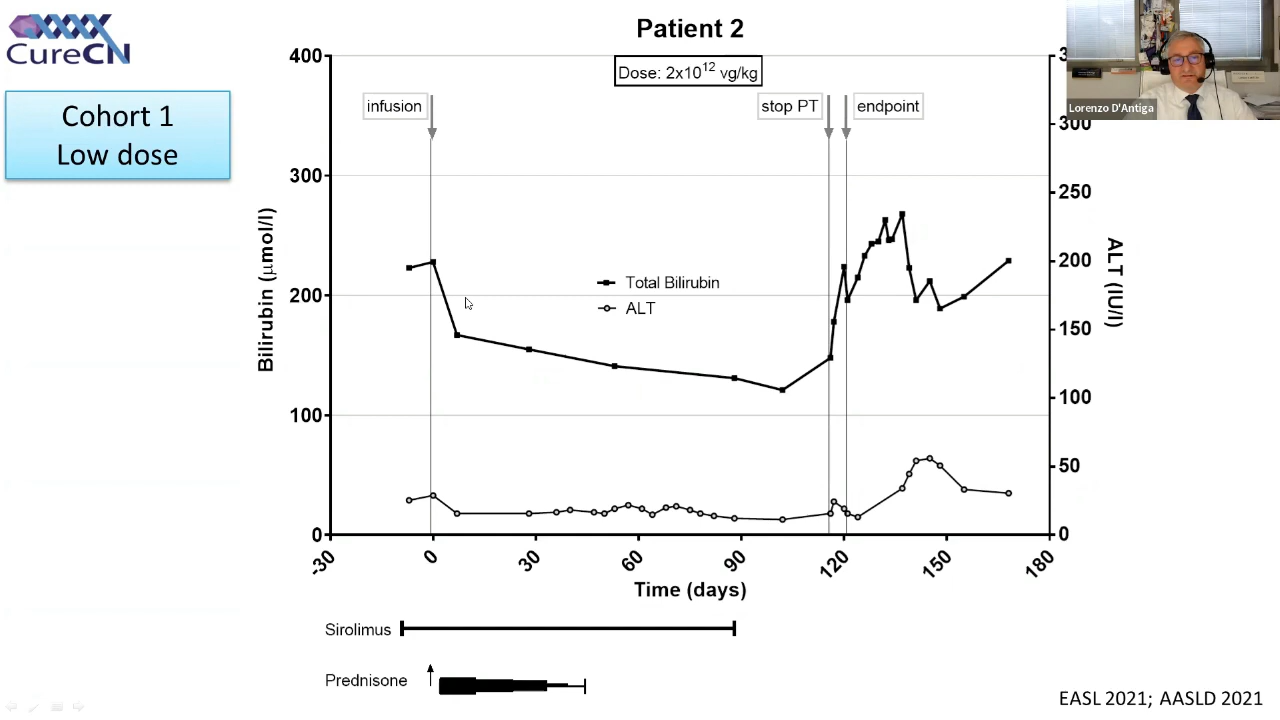 CureCN
Patient 2
Cohort 1
Low dose
Dose: 2x10¹² vg/kg
infusion
stop PT
endpoint
Lorenzo D'Antiga
400
300
200
100
0
Bilirubin (µmol/l)
Total Bilirubin
ALT
300
250
200
150
100
50
0
ALT (IU/l)
-30
0
30
60
90
120
150
180
Time (days)
Sirolimus
Prednisone
EASL 2021; AASLD 2021